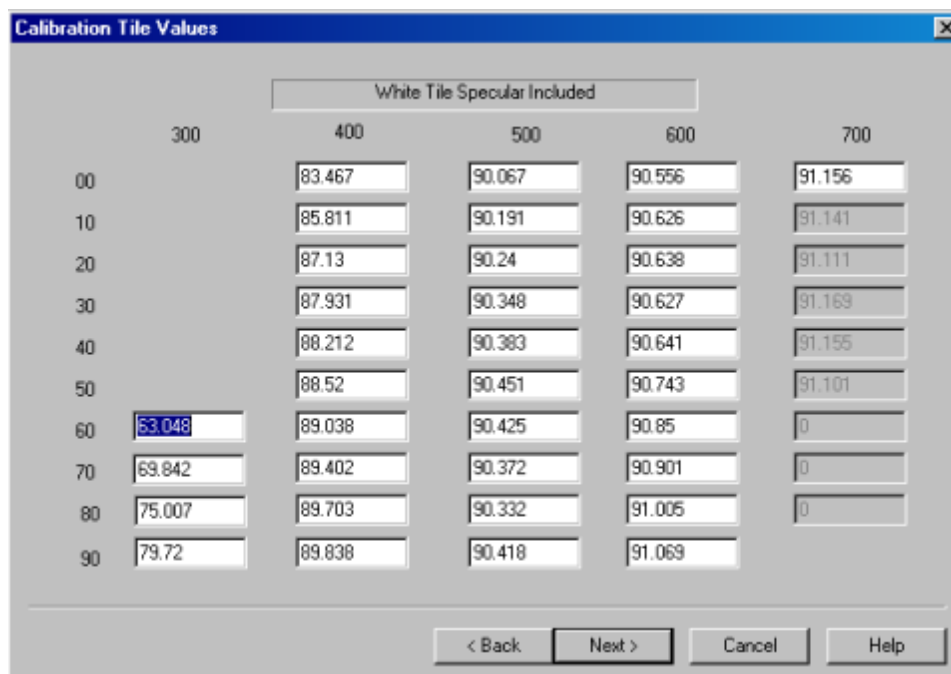 Calibration Tile Values
White Tile Specular Included
300 400 500 600 700
00 83.467 90.067 90.556 91.156
10 85.811 90.191 90.626 91.141
20 87.13 90.24 90.638 91.111
30 87.931 90.348 90.627 91.169
40 88.212 90.383 90.641 91.155
50 88.52 90.451 90.743 91.101
60 63.048 89.038 90.425 90.85 0
70 69.842 89.402 90.372 90.901 0
80 75.007 89.703 90.332 91.005 0
90 79.72 89.838 90.418 91.069
< Back Next > Cancel Help